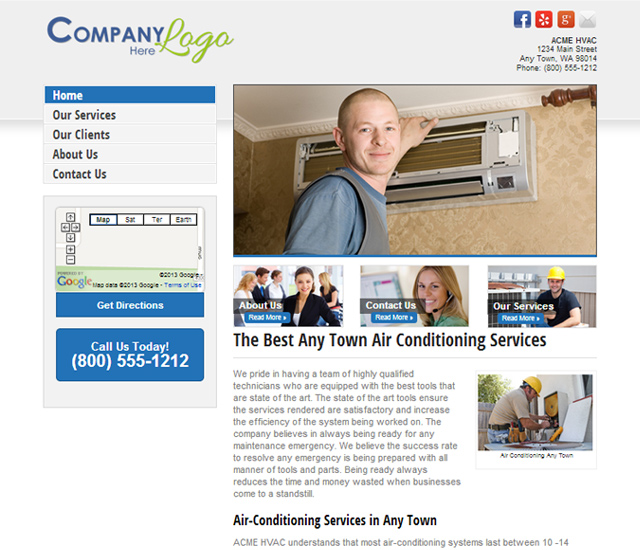 COMPANY Logo
Here
ACME HVAC
1234 Main Street
Any Town, WA 98014
Phone: (800) 555-1212
Home
Our Services
Our Clients
About Us
Contact Us
Map Sat Ter Earth
POWERED BY
Google
©2013 Google -
Map data ©2013 Google - Terms of Use
Get Directions
Call Us Today!
(800) 555-1212
About Us
Read More
Contact Us
Read More
Our Services
Read More
The Best Any Town Air Conditioning Services
We pride in having a team of highly qualified
technicians who are equipped with the best tools that
are state of the art. The state of the art tools ensure
the services rendered are satisfactory and increase
the efficiency of the system being worked on. The
company believes in always being ready for any
maintenance emergency. We believe the success rate
to resolve any emergency is being prepared with all
manner of tools and parts. Being ready always
reduces the time and money wasted when businesses
come to a standstill.
Air Conditioning Any Town
Air-Conditioning Services in Any Town
ACME HVAC understands that most air-conditioning systems last between 10 -14